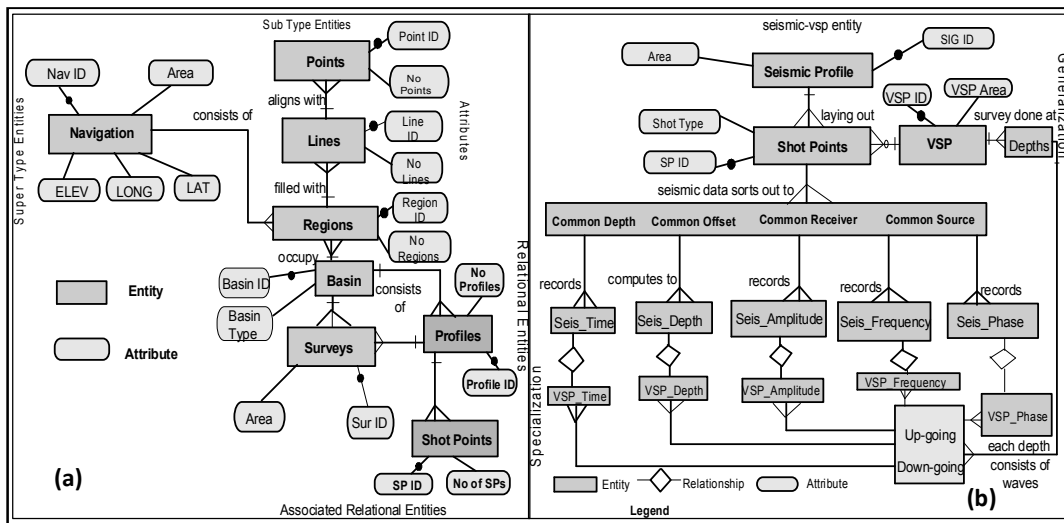 Sub Type Entities
Point ID
Points
No
Points
aligns with
Nav ID
Area
consists of
Navigation
ELEV
LONG
LAT
Super Type Entities
Attributes
Line
ID
Lines
No
Lines
filled with
Region
ID
Regions
No
Regions
occupy
Basin ID
Basin
Basin
Type
consists
of
No
Profiles
Entity
Attribute
Surveys
Profiles
Profile ID
Area
Sur ID
Shot Points
SP ID
No of SPs
(a)
Associated Relational Entities
Relational Entities
seismic-vsp entity
Area
SIG ID
Seismic Profile
Generalization
VSP ID
VSP Area
laying out
survey done at
Shot Type
Shot Points
VSP
Depths
SP ID
seismic data sorts out to
Common Depth
Common Offset
Common Receiver
Common Source
records
computes to
records
records
records
Seis_Time
Seis_Depth
Seis_Amplitude
Seis_Frequency
Seis_Phase
VSP_Time
VSP_Depth
VSP_Amplitude
VSP_Frequency
VSP_Phase
Specialization
Up-going
Down-going
each depth
consists of
waves
Entity
Relationship
Attribute
(b)
Legend